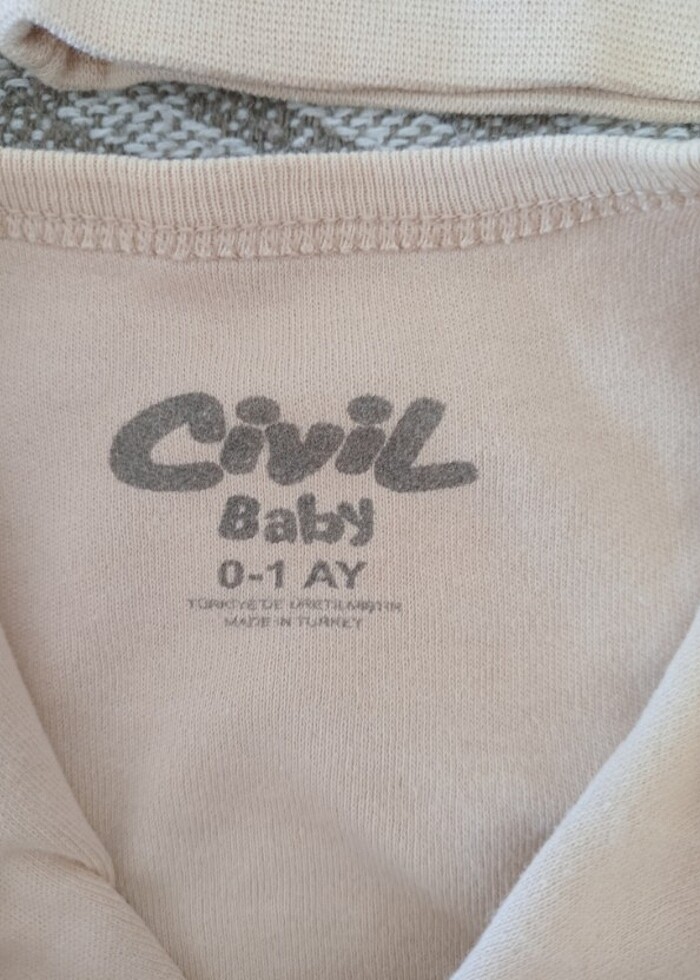 Civil
Baby
0-1 AY
TÜRKİYE'DE ÜRETİLMİŞTİR
MADE IN TURKEY